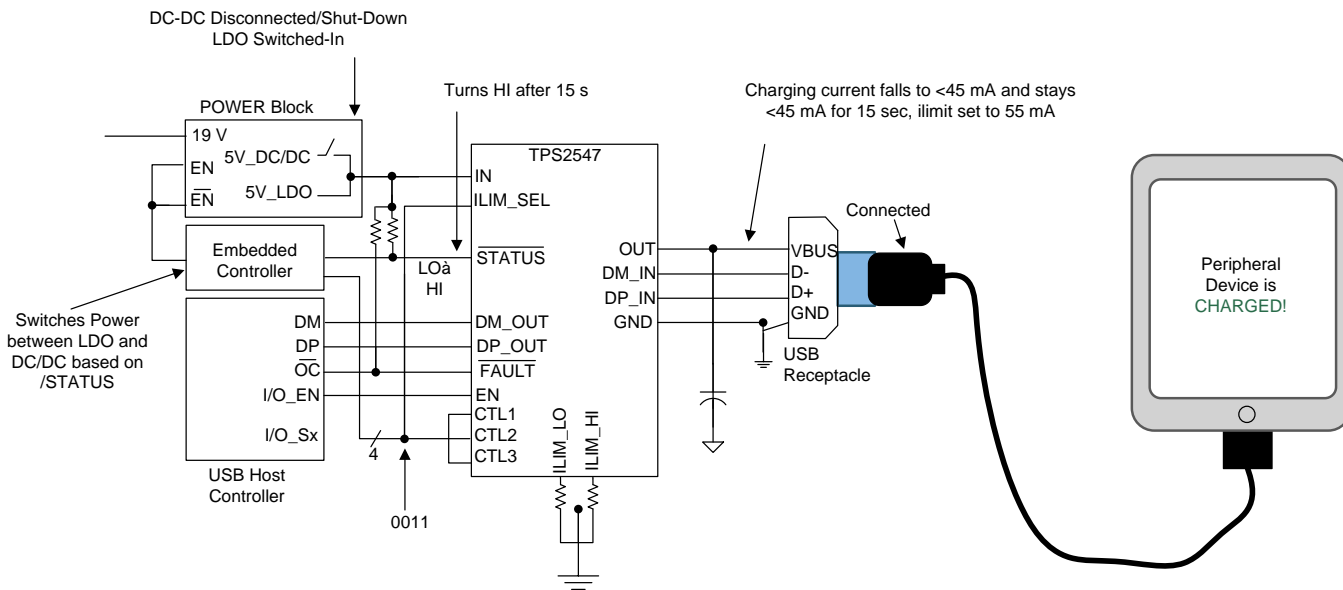 DC-DC Disconnected/Shut-Down
LDO Switched-In
Turns HI after 15 s
Charging current falls to <45 mA and stays
<45 mA for 15 sec, ilimit set to 55 mA
POWER Block
19 V
5V_DC/DC
EN
EN
5V_LDO
TPS2547
IN
ILIM_SEL
STATUS
LOà
HI
DM_OUT
DP_OUT
FAULT
EN
CTL1
CTL2
CTL3
ILIM_LO
ILIM_HI
OUT
DM_IN
DP_IN
GND
Embedded
Controller
Switches Power
between LDO and
DC/DC based on
/STATUS
DM
DP
OC
I/O_EN
I/O_Sx
USB Host
Controller
4
0011
VBUS
D-
D+
GND
USB
Receptacle
Connected
Peripheral
Device is
CHARGED!